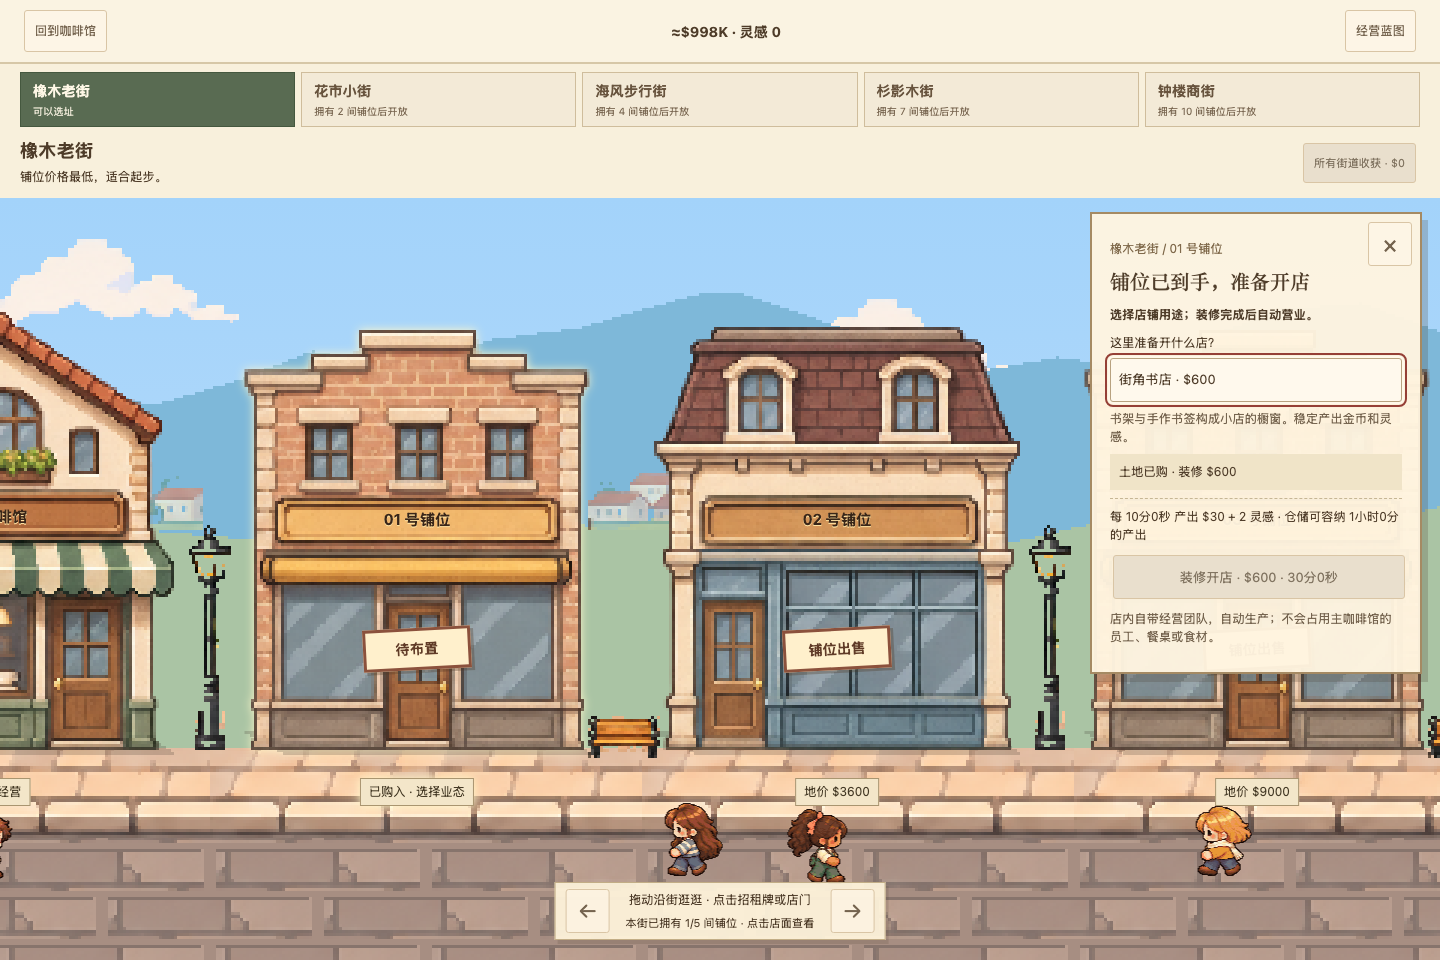 回到咖啡馆
≈$998K · 灵感 0
经营蓝图
橡木老街
可以选址
花市小街
拥有 2 间铺位后开放
海风步行街
拥有 4 间铺位后开放
杉影木街
拥有 7 间铺位后开放
钟楼商街
拥有 10 间铺位后开放
橡木老街
铺位价格最低，适合起步。
所有街道收获 · $0
橡木老街 / 01 号铺位
铺位已到手，准备开店
选择店铺用途；装修完成后自动营业。
这里准备开什么店？
街角书店 · $600
书架与手作书签构成小店的橱窗。稳定产出金币和灵
感。
土地已购 · 装修 $600
每 10分0秒 产出 $30 + 2 灵感 · 仓储可容纳 1小时0分
的产出
装修开店 · $600 · 30分0秒
店内自带经营团队，自动生产；不会占用主咖啡馆的
员工、餐桌或食材。
啡馆
01 号铺位
02 号铺位
待布置
铺位出售
铺位出售
经营
已购入 · 选择业态
地价 $3600
地价 $9000
拖动沿街逛逛 · 点击招租牌或店门
本街已拥有 1/5 间铺位 · 点击店面查看